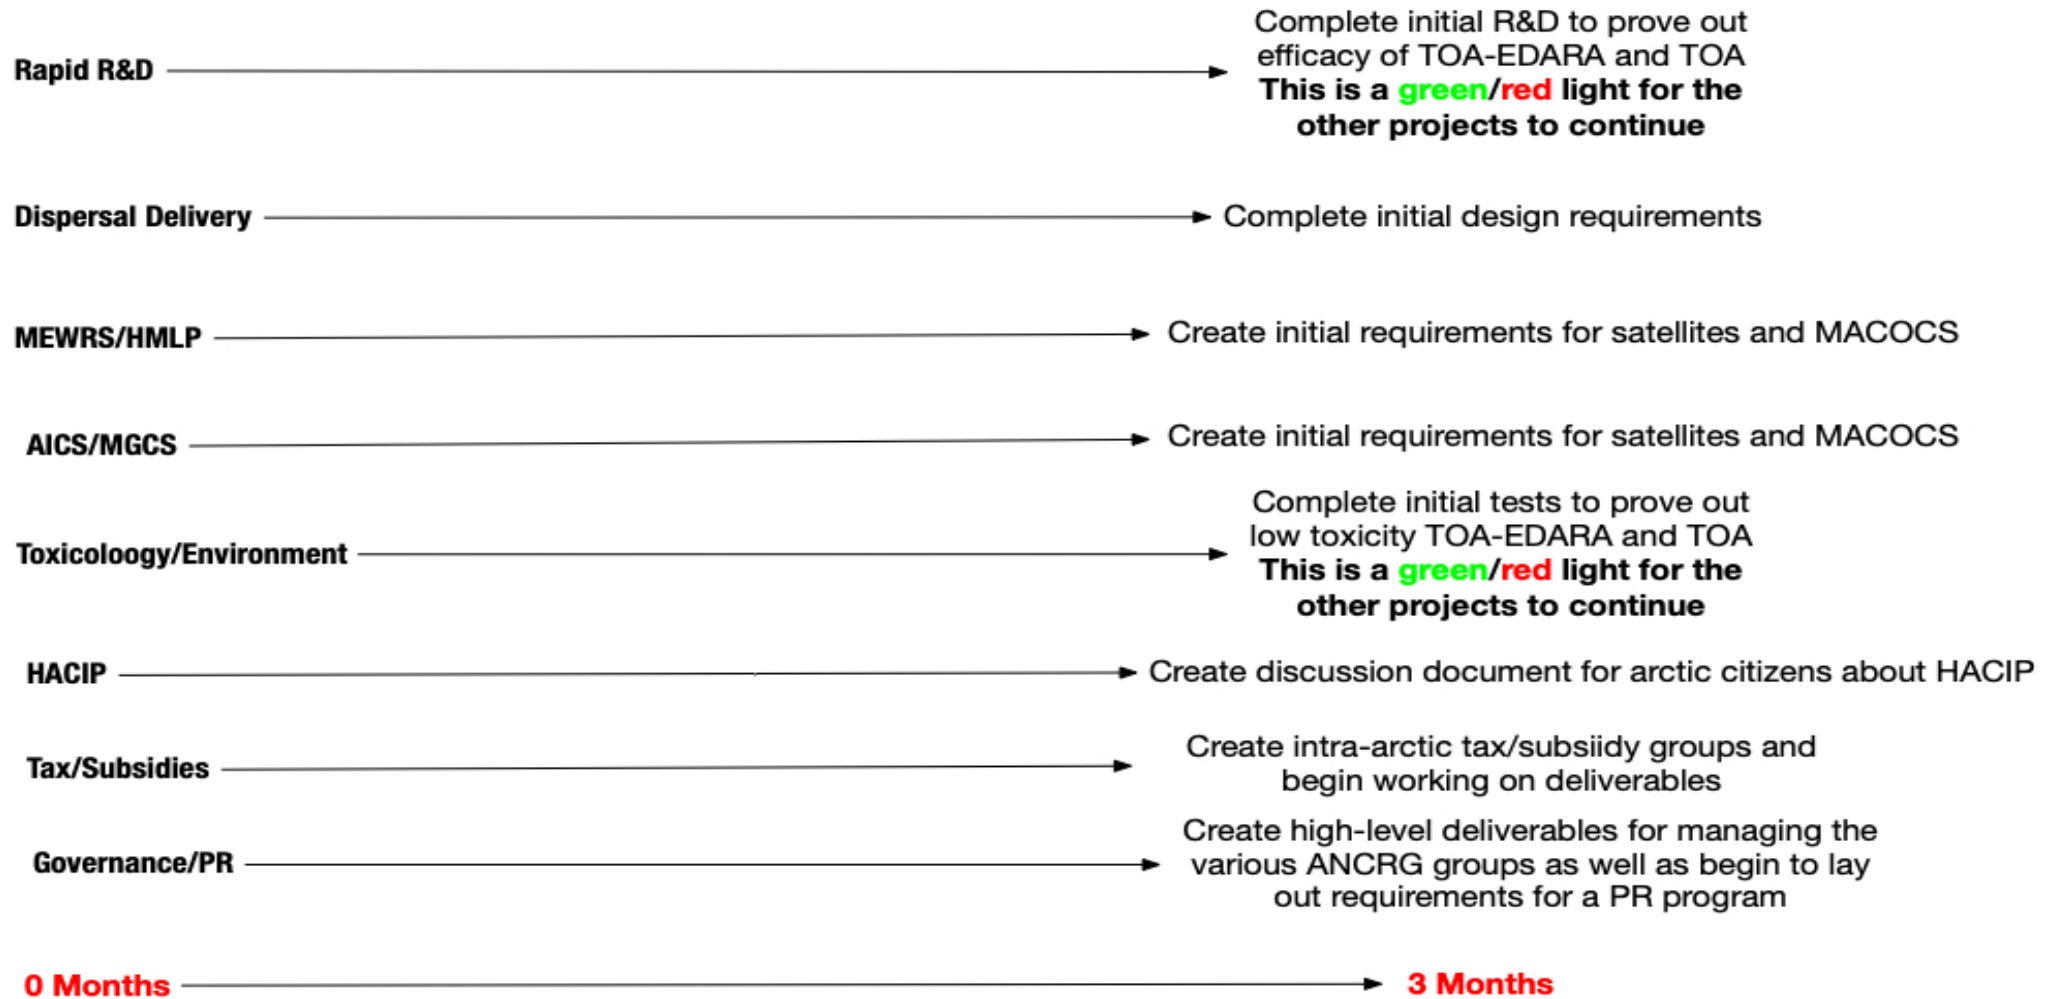 Complete initial R&D to prove out
efficacy of TOA-EDARA and TOA
Rapid R&D
This is a green/red light for the
other projects to continue
Dispersal Delivery
Complete initial design requirements
MEWRS/HMLP
Create initial requirements for satellites and MACOCS
AICS/MGCS
Create initial requirements for satellites and MACOCS
Complete initial tests to prove out
low toxicity TOA-EDARA and TOA
Toxicoloogy/Environment
This is a green/red light for the
other projects to continue
HACIP
Create discussion document for arctic citizens about HACIP
Tax/Subsidies
Create intra-arctic tax/subsiidy groups and
begin working on deliverables
Governance/PR
Create high-level deliverables for managing the
various ANCRG groups as well as begin to lay
out requirements for a PR program
0 Months
3 Months